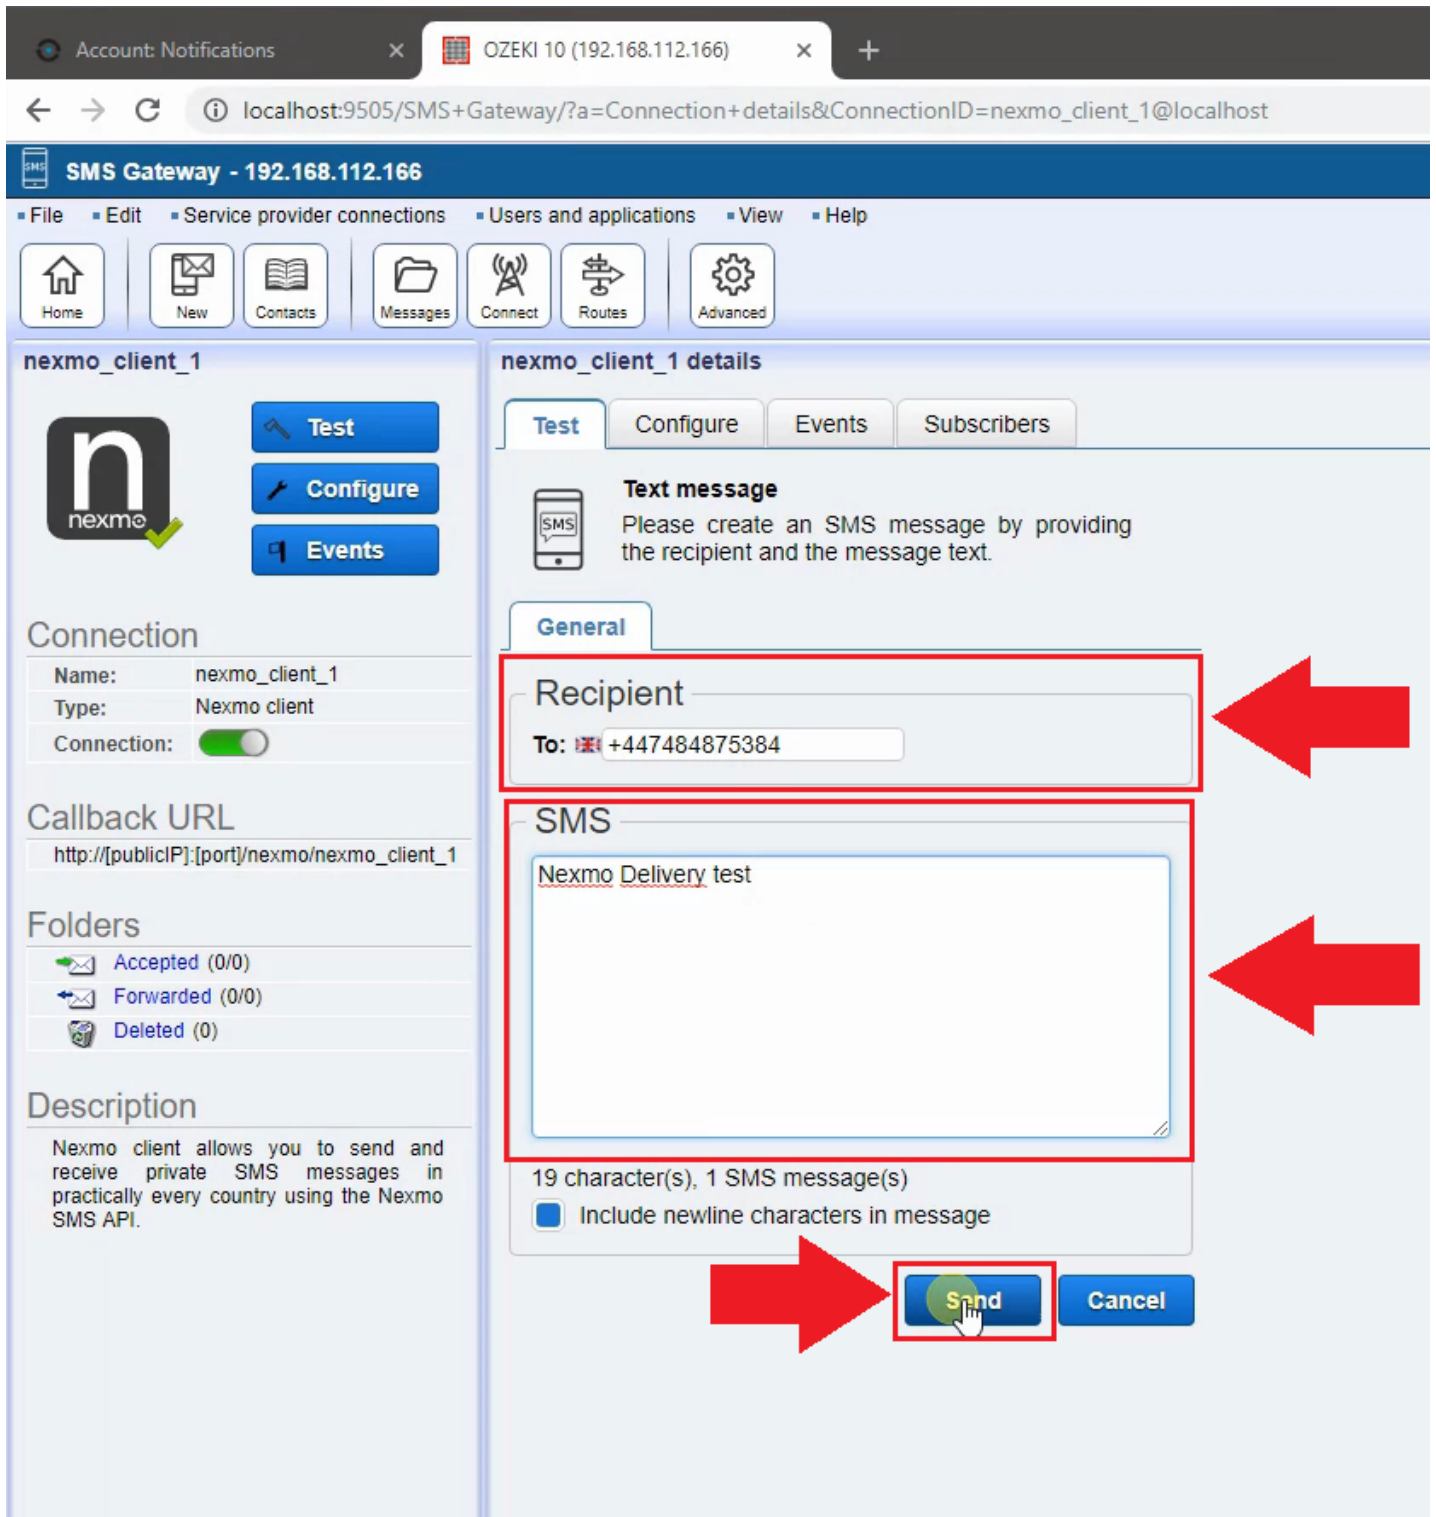 Account: Notifications
OZEKI 10 (192.168.112.166)
localhost:9505/SMS+Gateway/?a=Connection+details&ConnectionID=nexmo_client_1@localhost
SMS
SMS Gateway - 192.168.112.166
File Edit Service provider connections Users and applications View Help
Home New Contacts Messages Connect Routes Advanced
nexmo_client_1
n
nexmo
Test
Configure
Events
Connection
Name: nexmo_client_1
Type: Nexmo client
Connection:
Callback URL
http://[publicIP]:[port]/nexmo/nexmo_client_1
Folders
Accepted (0/0)
Forwarded (0/0)
Deleted (0)
Description
Nexmo client allows you to send and
receive private SMS messages in
practically every country using the Nexmo
SMS API.
nexmo_client_1 details
Test Configure Events Subscribers
SMS
Text message
Please create an SMS message by providing
the recipient and the message text.
General
Recipient
To: +447484875384
SMS
Nexmo Delivery test
19 character(s), 1 SMS message(s)
Include newline characters in message
Send Cancel